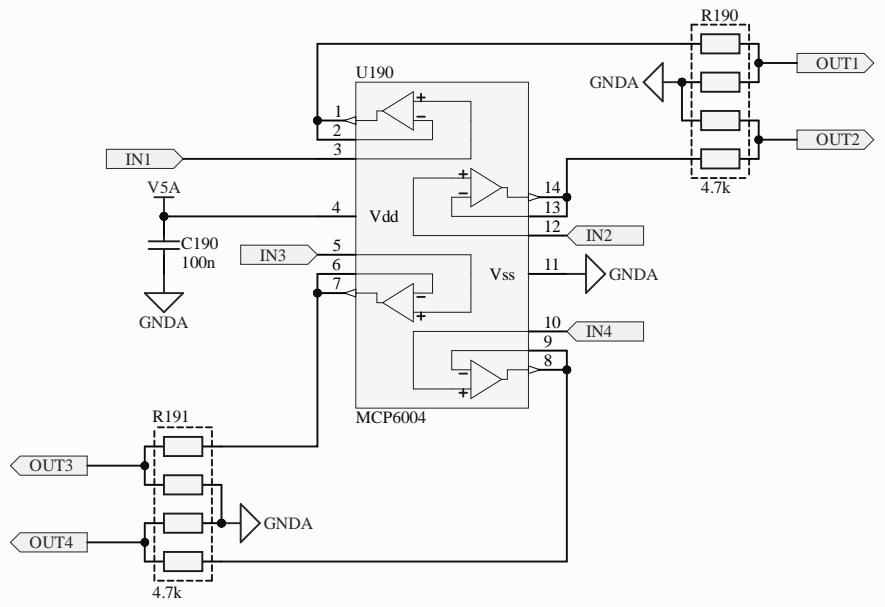 R190
OUT1
U190
GNDA
+
−
1
2
3
IN1
OUT2
4.7k
V5A
+
−
14
13
12
IN2
4
Vdd
C190
100n
IN3
5
6
7
Vss
11
GNDA
−
+
GNDA
10
IN4
9
8
−
+
MCP6004
R191
OUT3
GNDA
OUT4
4.7k